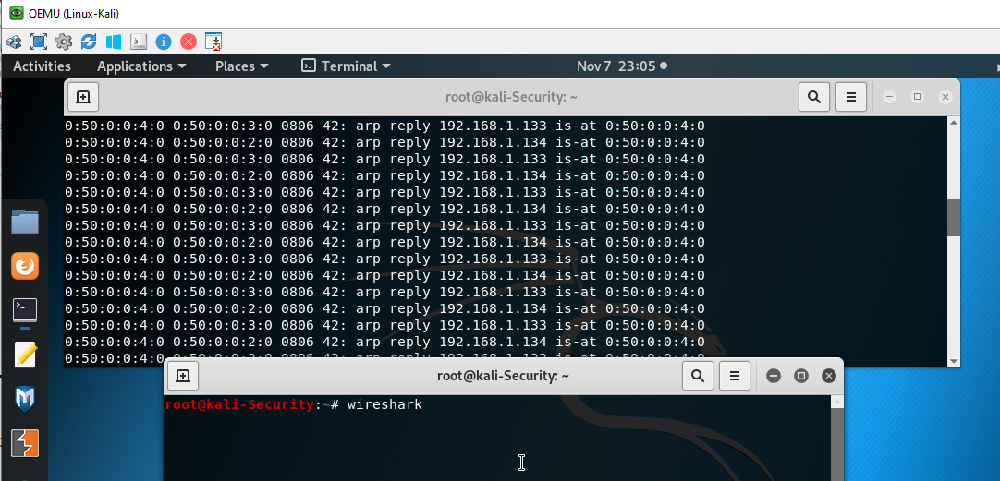 QEMU (Linux-Kali)
Activities Applications Places Terminal Nov 7 23:05
root@kali-Security: ~
0:50:0:0:4:0 0:50:0:0:3:0 0806 42: arp reply 192.168.1.133 is-at 0:50:0:0:4:0
0:50:0:0:4:0 0:50:0:0:2:0 0806 42: arp reply 192.168.1.134 is-at 0:50:0:0:4:0
0:50:0:0:4:0 0:50:0:0:3:0 0806 42: arp reply 192.168.1.133 is-at 0:50:0:0:4:0
0:50:0:0:4:0 0:50:0:0:2:0 0806 42: arp reply 192.168.1.134 is-at 0:50:0:0:4:0
0:50:0:0:4:0 0:50:0:0:3:0 0806 42: arp reply 192.168.1.133 is-at 0:50:0:0:4:0
0:50:0:0:4:0 0:50:0:0:2:0 0806 42: arp reply 192.168.1.134 is-at 0:50:0:0:4:0
0:50:0:0:4:0 0:50:0:0:3:0 0806 42: arp reply 192.168.1.133 is-at 0:50:0:0:4:0
0:50:0:0:4:0 0:50:0:0:2:0 0806 42: arp reply 192.168.1.134 is-at 0:50:0:0:4:0
0:50:0:0:4:0 0:50:0:0:3:0 0806 42: arp reply 192.168.1.133 is-at 0:50:0:0:4:0
0:50:0:0:4:0 0:50:0:0:2:0 0806 42: arp reply 192.168.1.134 is-at 0:50:0:0:4:0
0:50:0:0:4:0 0:50:0:0:3:0 0806 42: arp reply 192.168.1.133 is-at 0:50:0:0:4:0
0:50:0:0:4:0 0:50:0:0:2:0 0806 42: arp reply 192.168.1.134 is-at 0:50:0:0:4:0
0:50:0:0:4:0 0:50:0:0:3:0 0806 42: arp reply 192.168.1.133 is-at 0:50:0:0:4:0
0:50:0:0:4:0 0:50:0:0:2:0 0806 42: arp reply 192.168.1.134 is-at 0:50:0:0:4:0
0:50:0:0:4:0
root@kali-Security: ~
root@kali-Security:~# wireshark